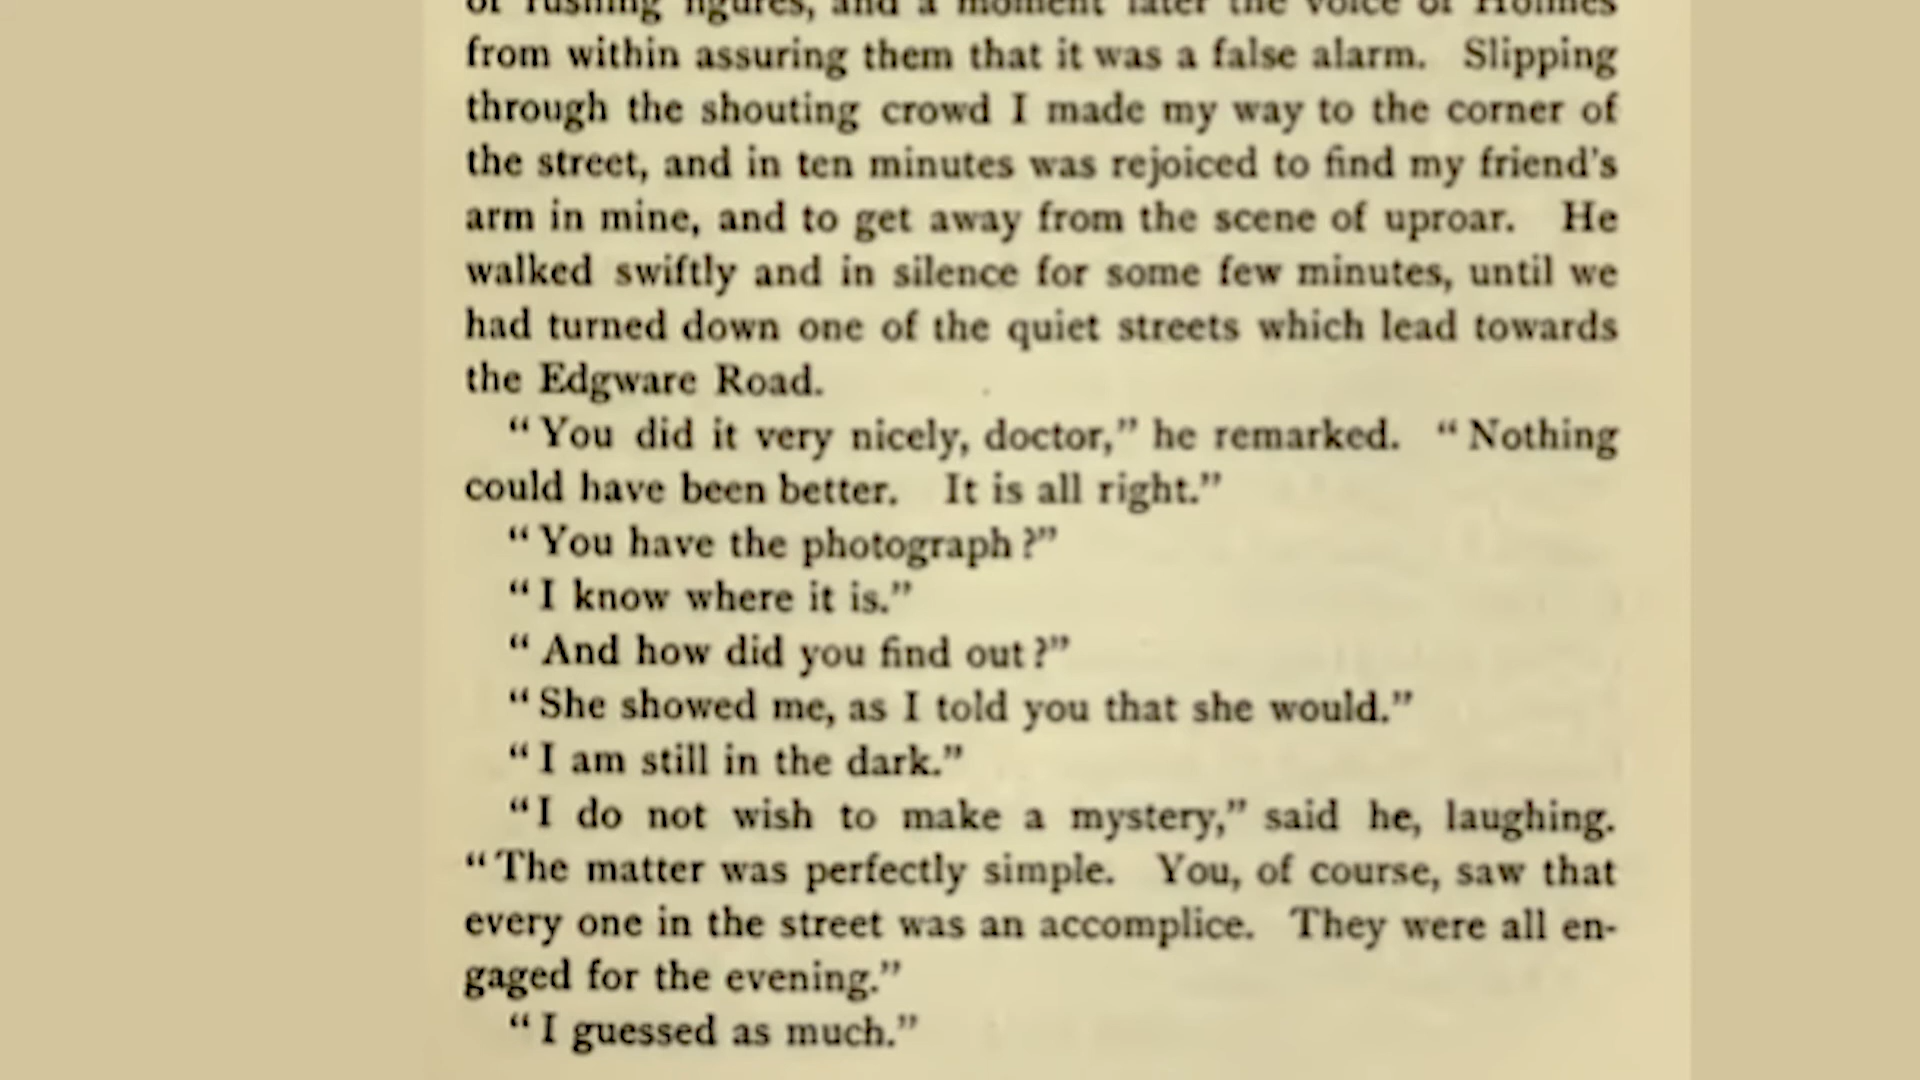 of rushing figures, and a moment later the voice of Holmes
from within assuring them that it was a false alarm. Slipping
through the shouting crowd I made my way to the corner of
the street, and in ten minutes was rejoiced to find my friend's
arm in mine, and to get away from the scene of uproar. He
walked swiftly and in silence for some few minutes, until we
had turned down one of the quiet streets which lead towards
the Edgware Road.
“You did it very nicely, doctor,” he remarked. “Nothing
could have been better. It is all right.”
“You have the photograph?”
“I know where it is.”
“And how did you find out?”
“She showed me, as I told you that she would.”
“I am still in the dark.”
“I do not wish to make a mystery,” said he, laughing.
“The matter was perfectly simple. You, of course, saw that
every one in the street was an accomplice. They were all en-
gaged for the evening.”
“I guessed as much.”